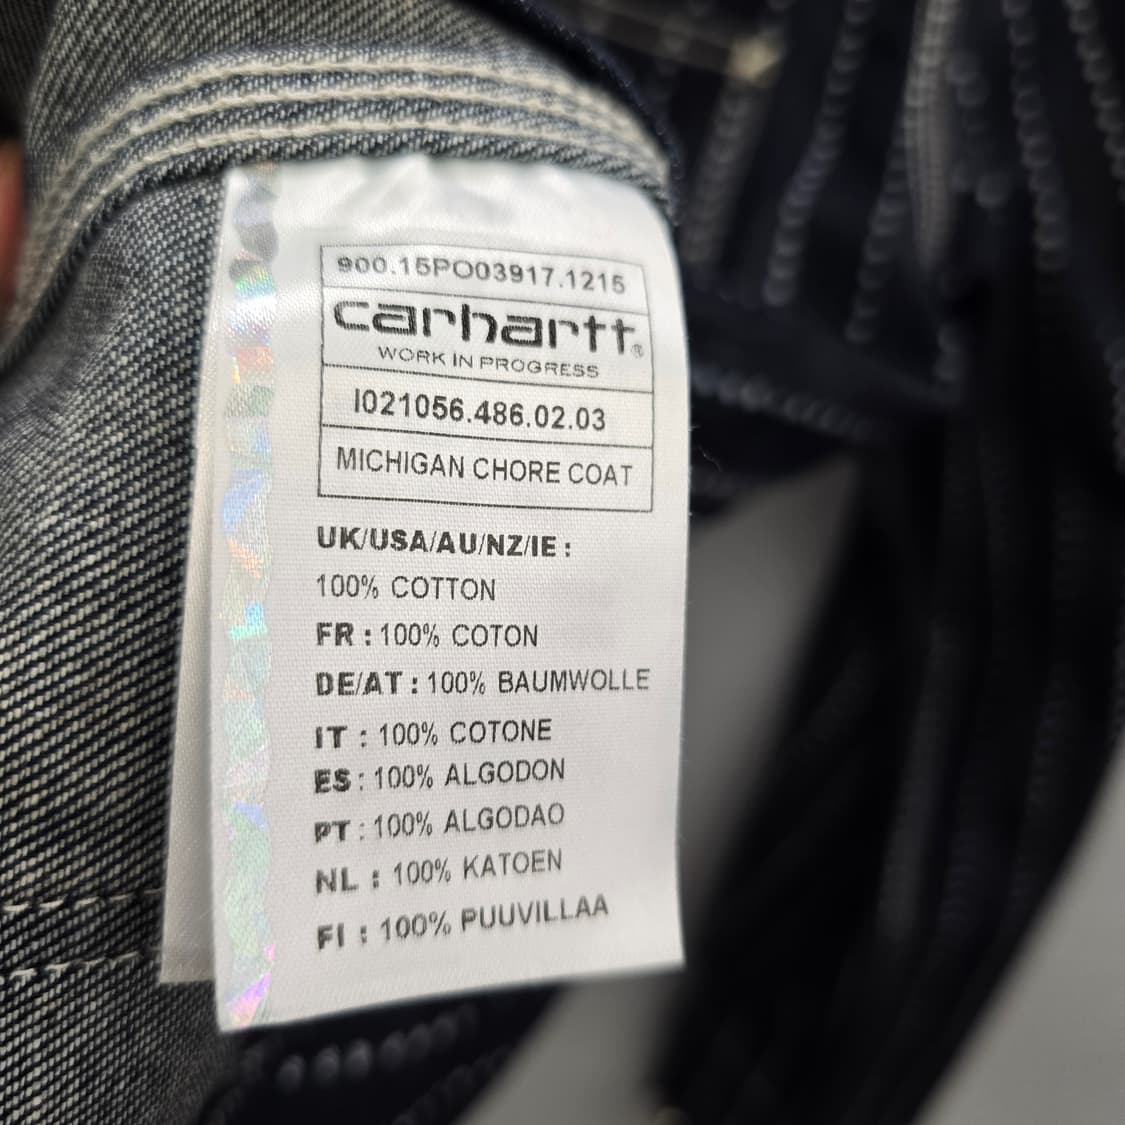 900.15PO03917.1215
carhartt®
WORK IN PROGRESS
I021056.486.02.03
MICHIGAN CHORE COAT
UK/USA/AU/NZ/IE :
100% COTTON
FR : 100% COTON
DE/AT : 100% BAUMWOLLE
IT : 100% COTONE
ES : 100% ALGODON
PT : 100% ALGODAO
NL : 100% KATOEN
FI : 100% PUUVILLAA